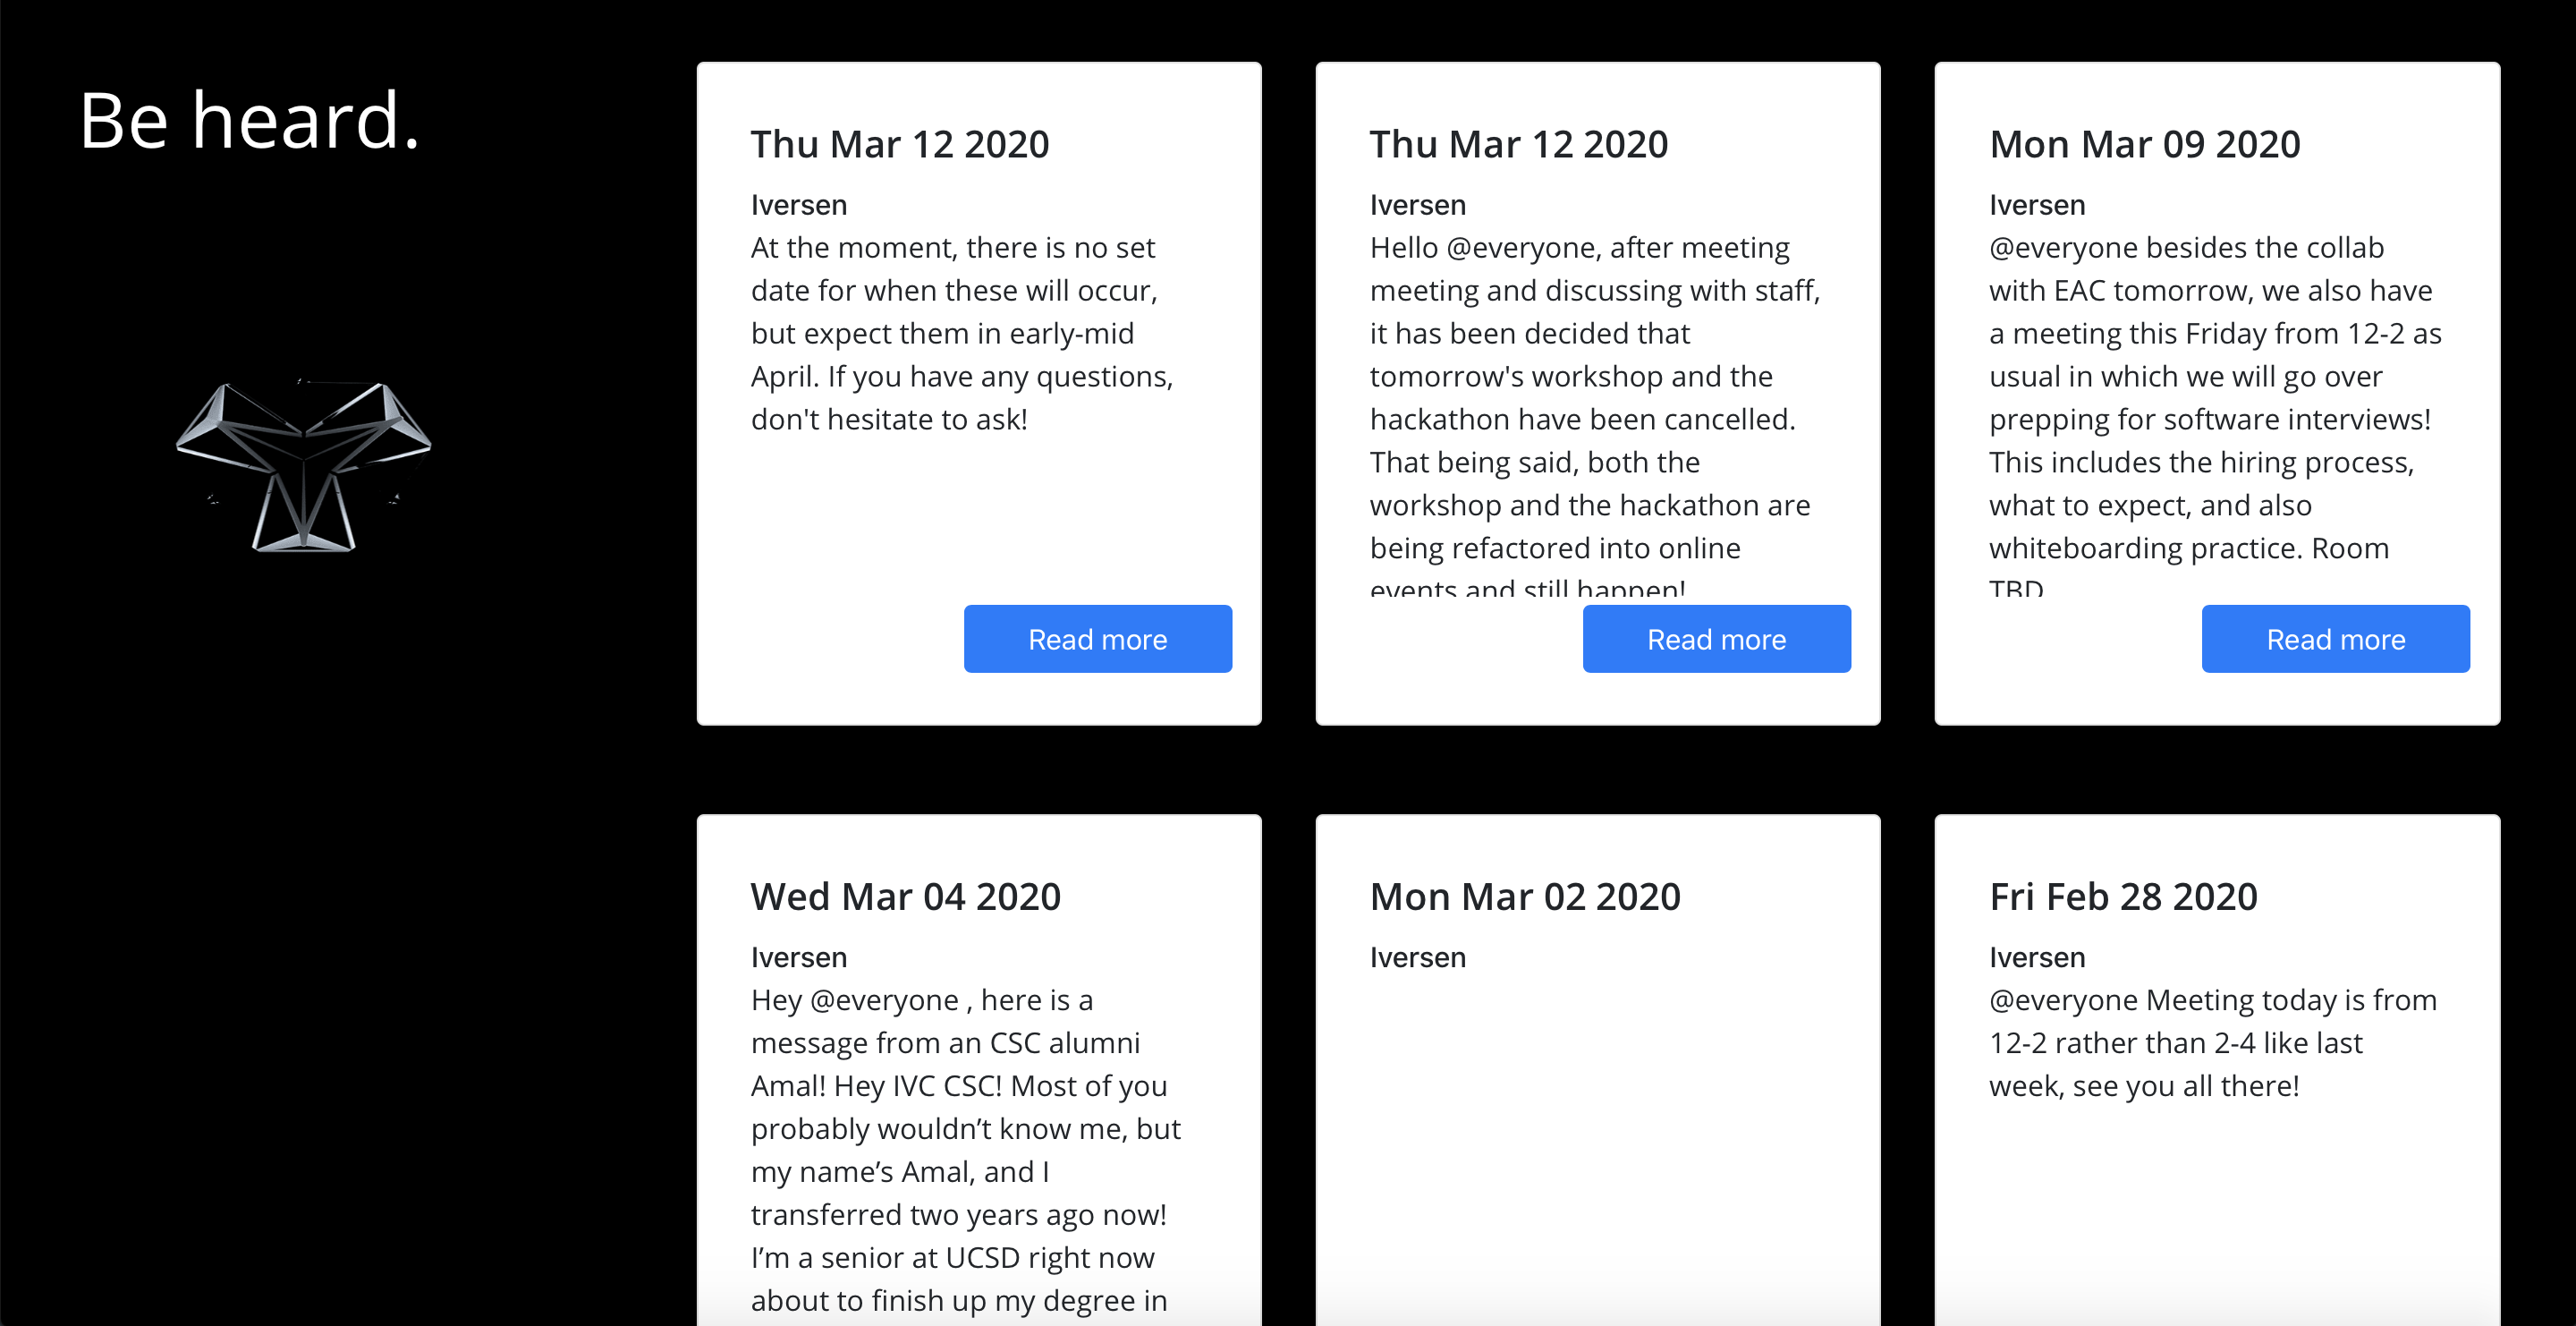 Be heard.
Thu Mar 12 2020
Iversen
At the moment, there is no set
date for when these will occur,
but expect them in early-mid
April. If you have any questions,
don't hesitate to ask!
Read more
Thu Mar 12 2020
Iversen
Hello @everyone, after meeting
meeting and discussing with staff,
it has been decided that
tomorrow's workshop and the
hackathon have been cancelled.
That being said, both the
workshop and the hackathon are
being refactored into online
events and still happen!
Read more
Mon Mar 09 2020
Iversen
@everyone besides the collab
with EAC tomorrow, we also have
a meeting this Friday from 12-2 as
usual in which we will go over
prepping for software interviews!
This includes the hiring process,
what to expect, and also
whiteboarding practice. Room
TBD
Read more
Wed Mar 04 2020
Iversen
Hey @everyone , here is a
message from an CSC alumni
Amal! Hey IVC CSC! Most of you
probably wouldn’t know me, but
my name’s Amal, and I
transferred two years ago now!
I’m a senior at UCSD right now
about to finish up my degree in
Mon Mar 02 2020
Iversen
Fri Feb 28 2020
Iversen
@everyone Meeting today is from
12-2 rather than 2-4 like last
week, see you all there!